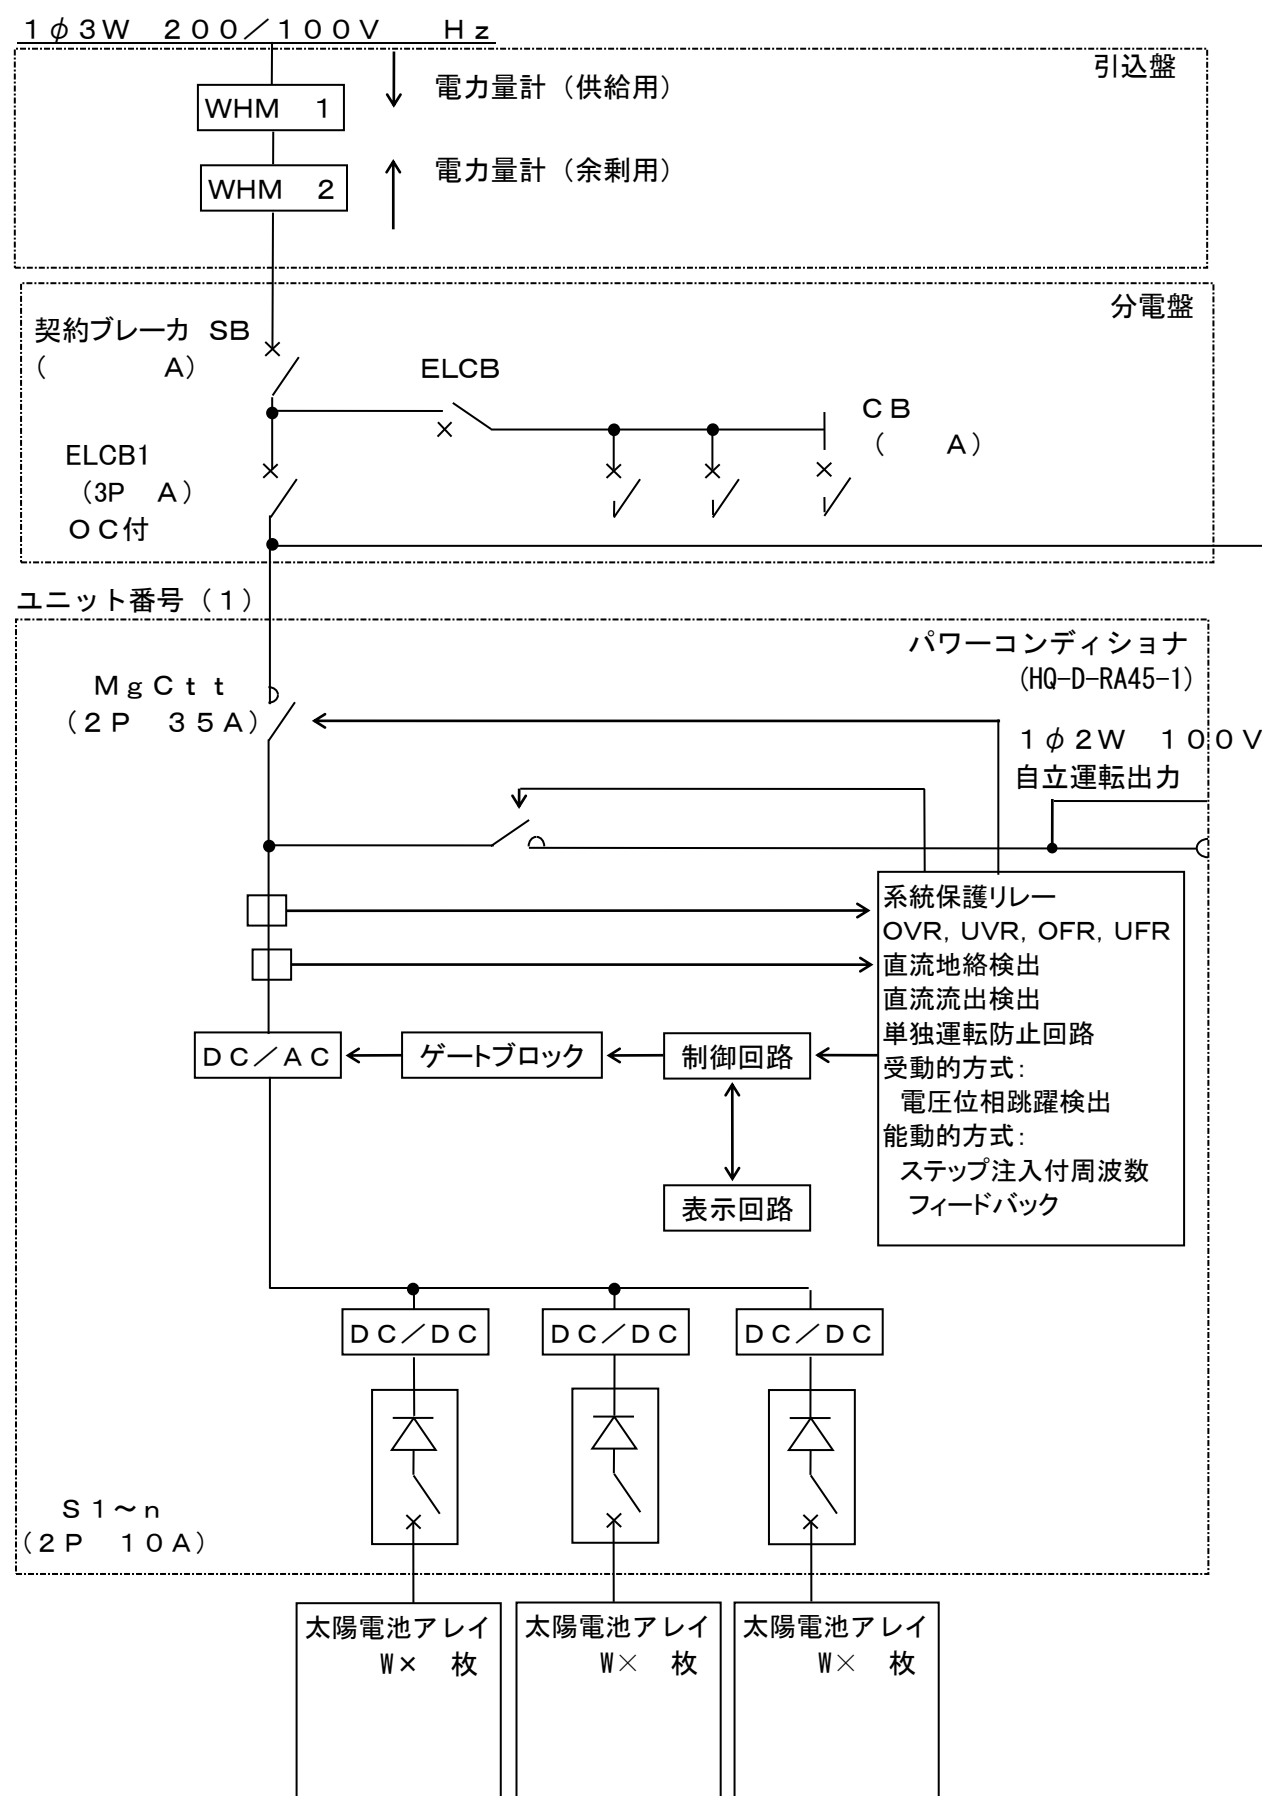 1φ3W 200/100V Hz
引込盤
WHM 1
電力量計(供給用)
WHM 2
電力量計(余剰用)
分電盤
契約ブレーカ SB
( A)
ELCB
CB
( A)
ELCB1
(3P A)
OC付
ユニット番号(1)
パワーコンディショナ
(HQ-D-RA45-1)
MgCtt
(2P 35A)
1φ2W 100V
自立運転出力
系統保護リレー
OVR, UVR, OFR, UFR
直流地絡検出
直流流出検出
単独運転防止回路
受動的方式:
電圧位相跳躍検出
能動的方式:
ステップ注入付周波数
フィードバック
DC/AC
ゲートブロック
制御回路
表示回路
DC/DC
DC/DC
DC/DC
S1~n
(2P 10A)
太陽電池アレイ
W× 枚
太陽電池アレイ
W× 枚
太陽電池アレイ
W× 枚